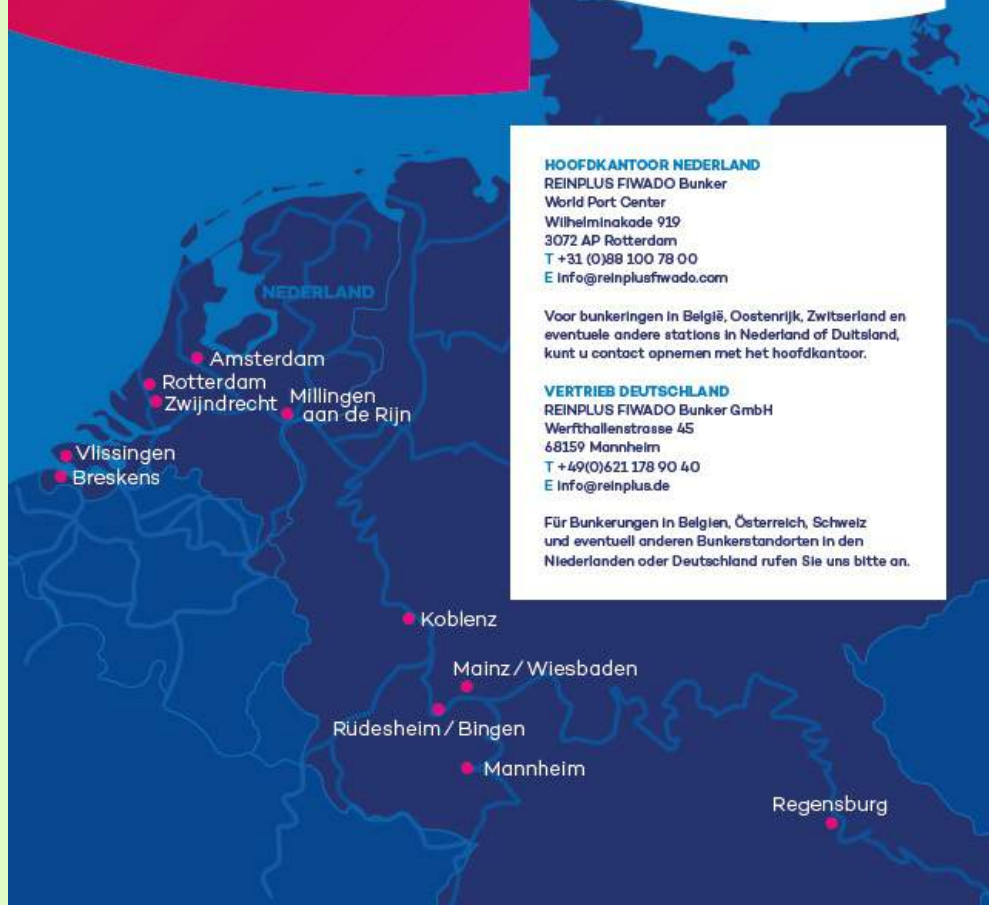 HOOFDKANTOOR NEDERLAND
REINPLUS FIWADO Bunker
World Port Center
Wilhelminakade 919
3072 AP Rotterdam
T +31 (0)88 100 78 00
E info@reinplusfiwado.com
Voor bunkeringen in België, Oostenrijk, Zwitserland en
eventuele andere stations in Nederland of Duitsland,
kunt u contact opnemen met het hoofdkantoor.
VERTRIEB DEUTSCHLAND
REINPLUS FIWADO Bunker GmbH
Werfthallenstrasse 45
68159 Mannheim
T +49(0)621 178 90 40
E info@reinplus.de
Für Bunkerungen in Belgien, Österreich, Schweiz
und eventuell anderen Bunkerstandorten in den
Niederlanden oder Deutschland rufen Sie uns bitte an.
NEDERLAND
Amsterdam
Rotterdam
Zwijndrecht
Millingen
aan de Rijn
Vlissingen
Breskens
Koblenz
Mainz / Wiesbaden
Rüdesheim / Bingen
Mannheim
Regensburg